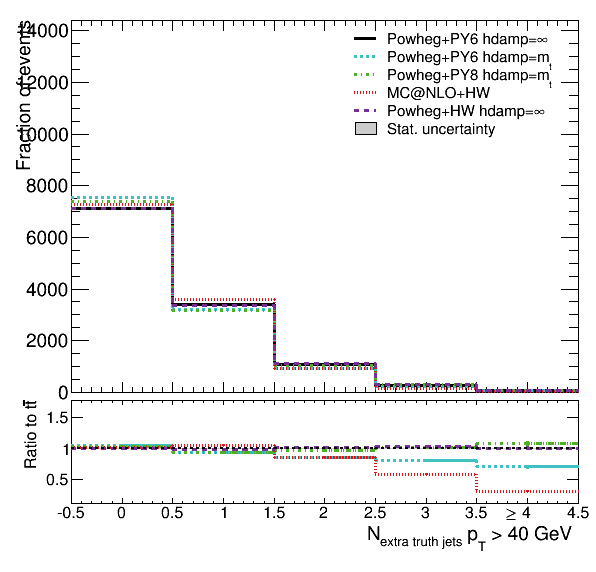 Fraction of events
14000
12000
10000
8000
6000
4000
2000
0
Powheg+PY6 hdamp=∞
Powheg+PY6 hdamp=m_t
Powheg+PY8 hdamp=m_t
MC@NLO+HW
Powheg+HW hdamp=∞
Stat. uncertainty
Ratio to tt̄
1.5
1
0.5
-0.5 0 0.5 1 1.5 2 2.5 3 3.5 ≥ 4 4.5
N_extra truth jets p_T > 40 GeV